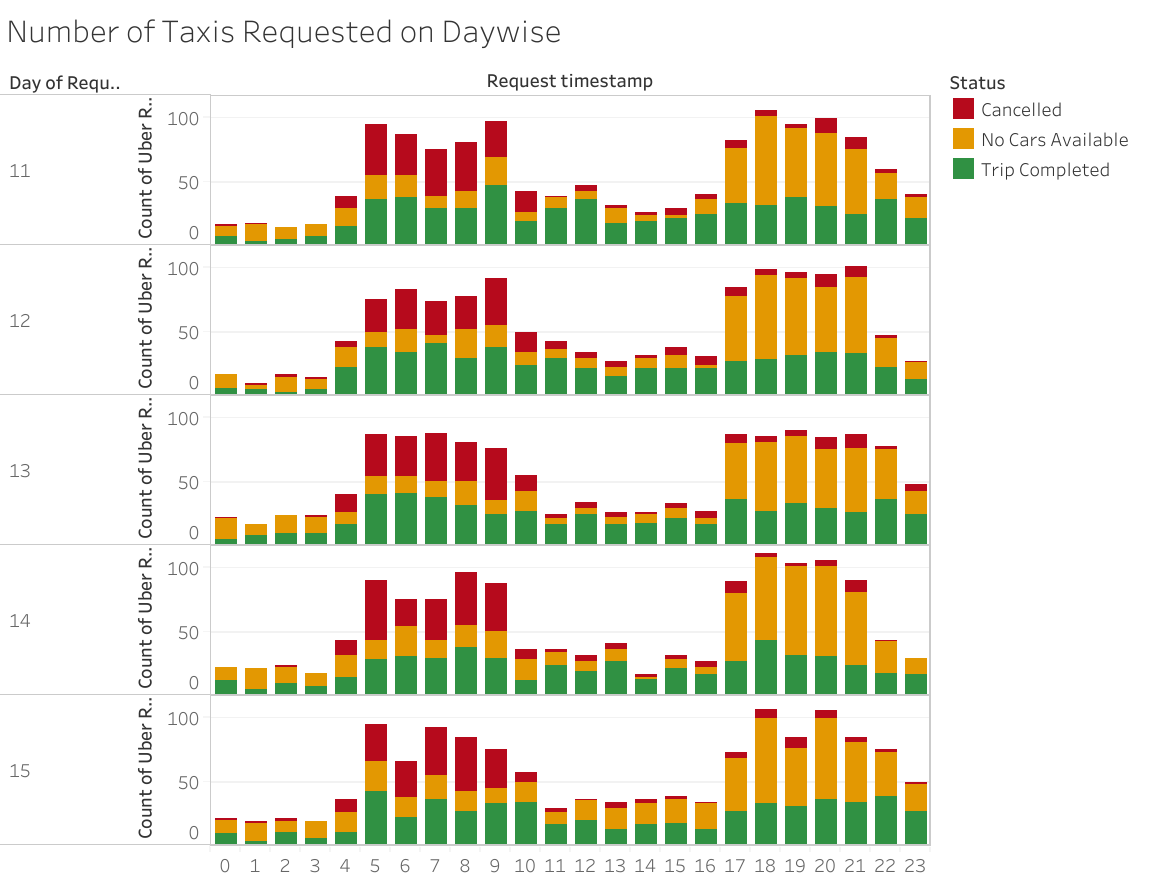 Number of Taxis Requested on Daywise
Day of Requ..
Request timestamp
Status
Cancelled
No Cars Available
Trip Completed
11
Count of Uber R..
100
50
0
12
Count of Uber R..
100
50
0
13
Count of Uber R..
100
50
0
14
Count of Uber R..
100
50
0
15
Count of Uber R..
100
50
0
0 1 2 3 4 5 6 7 8 9 10 11 12 13 14 15 16 17 18 19 20 21 22 23